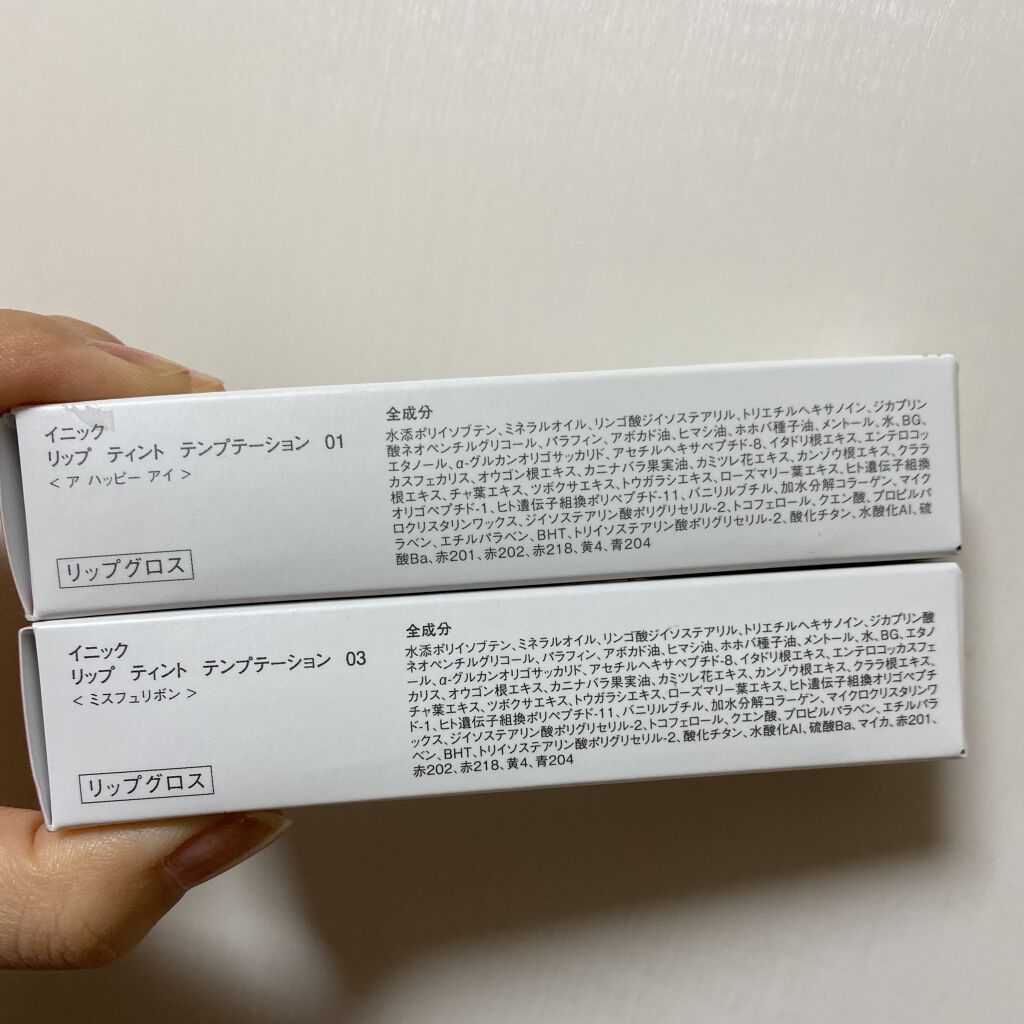 イニック
リップ ティント テンプテーション 01
< ア ハッピー アイ >
リップグロス
全成分
水添ポリイソブテン、ミネラルオイル、リンゴ酸ジイソステアリル、トリエチルヘキサノイン、ジカプリン
酸ネオペンチルグリコール、パラフィン、アボカド油、ヒマシ油、ホホバ種子油、メントール、水、BG、
エタノール、α-グルカンオリゴサッカリド、アセチルヘキサペプチド-8、イタドリ根エキス、エンテロコッ
カスフェカリス、オウゴン根エキス、カニナバラ果実油、カミツレ花エキス、カンゾウ根エキス、クララ
根エキス、チャ葉エキス、ツボクサエキス、トウガラシエキス、ローズマリー葉エキス、ヒト遺伝子組換
オリゴペプチド-1、ヒト遺伝子組換ポリペプチド-11、バニリルブチル、加水分解コラーゲン、マイク
ロクリスタリンワックス、ジイソステアリン酸ポリグリセリル-2、トコフェロール、クエン酸、プロピルパ
ラベン、エチルパラベン、BHT、トリイソステアリン酸ポリグリセリル-2、酸化チタン、水酸化Al、硫
酸Ba、赤201、赤202、赤218、黄4、青204
イニック
リップ ティント テンプテーション 03
< ミスフュリボン >
リップグロス
全成分
水添ポリイソブテン、ミネラルオイル、リンゴ酸ジイソステアリル、トリエチルヘキサノイン、ジカプリン酸
ネオペンチルグリコール、パラフィン、アボカド油、ヒマシ油、ホホバ種子油、メントール、水、BG、エタノ
ール、α-グルカンオリゴサッカリド、アセチルヘキサペプチド-8、イタドリ根エキス、エンテロコッカスフェ
カリス、オウゴン根エキス、カニナバラ果実油、カミツレ花エキス、カンゾウ根エキス、クララ根エキス、
チャ葉エキス、ツボクサエキス、トウガラシエキス、ローズマリー葉エキス、ヒト遺伝子組換オリゴペプチ
ド-1、ヒト遺伝子組換ポリペプチド-11、バニリルブチル、加水分解コラーゲン、マイクロクリスタリンワ
ックス、ジイソステアリン酸ポリグリセリル-2、トコフェロール、クエン酸、プロピルパラベン、エチルパラ
ベン、BHT、トリイソステアリン酸ポリグリセリル-2、酸化チタン、水酸化Al、硫酸Ba、マイカ、赤201、
赤202、赤218、黄4、青204